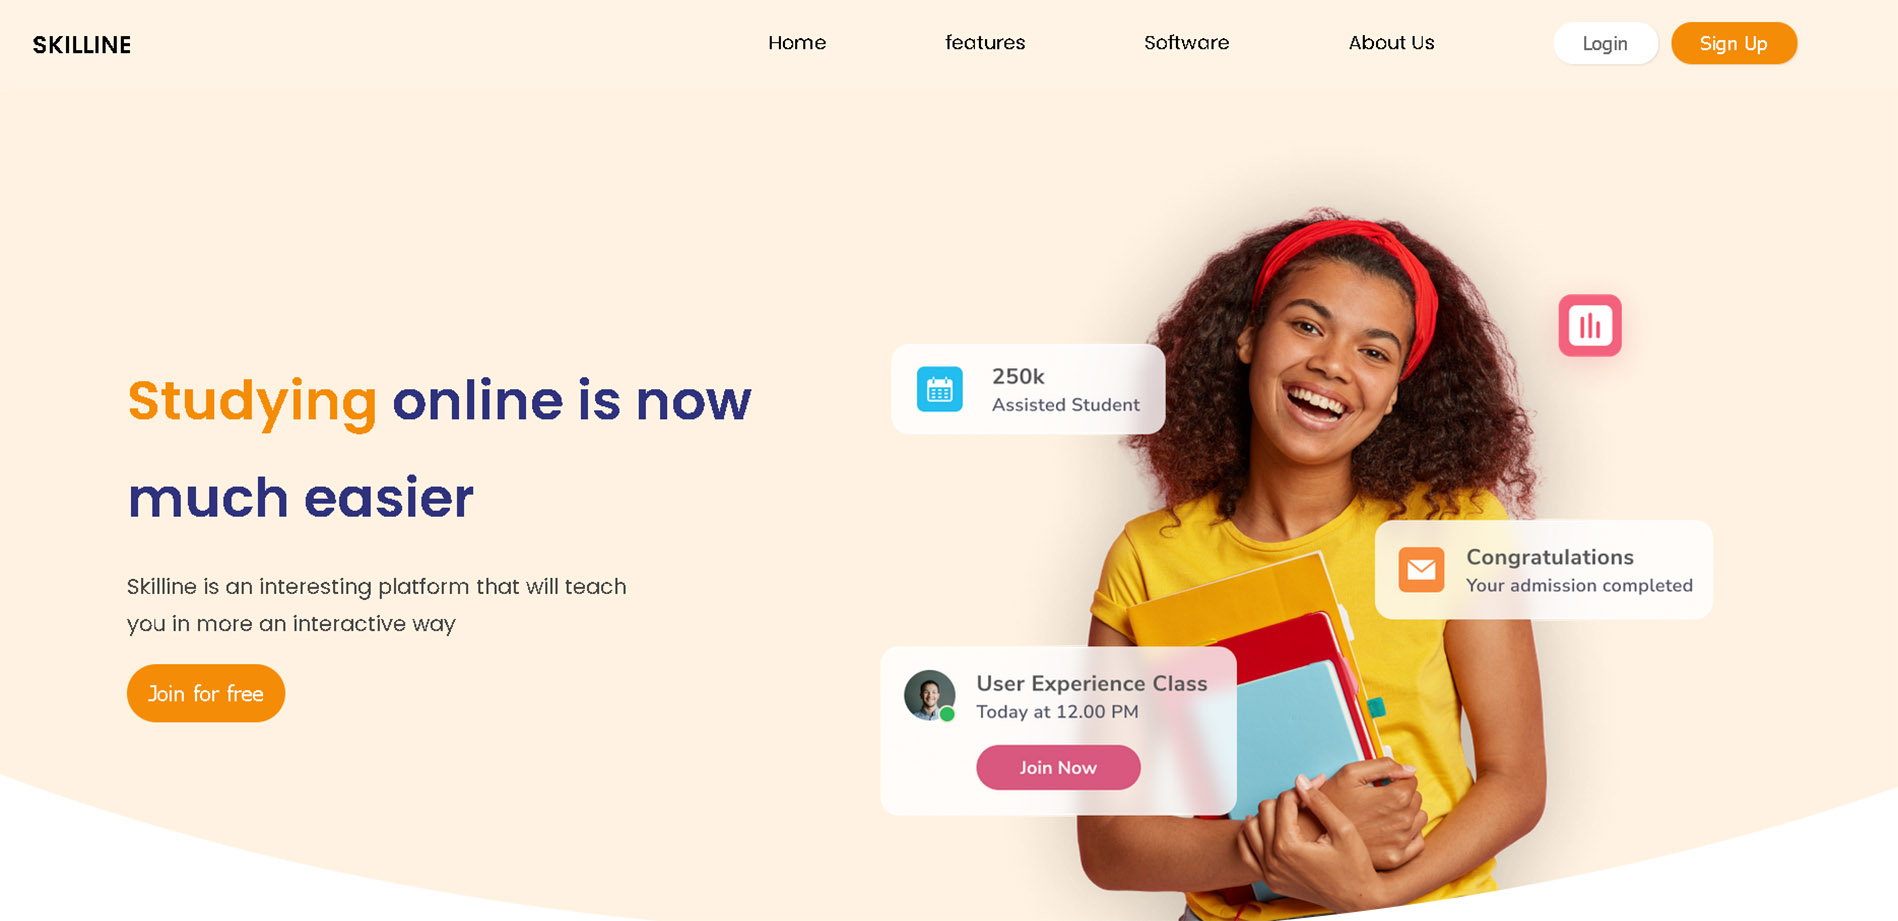 SKILLINE
Home
features
Software
About Us
Login
Sign Up
Studying online is now
much easier
Skilline is an interesting platform that will teach
you in more an interactive way
Join for free
250k
Assisted Student
Congratulations
Your admission completed
User Experience Class
Today at 12.00 PM
Join Now